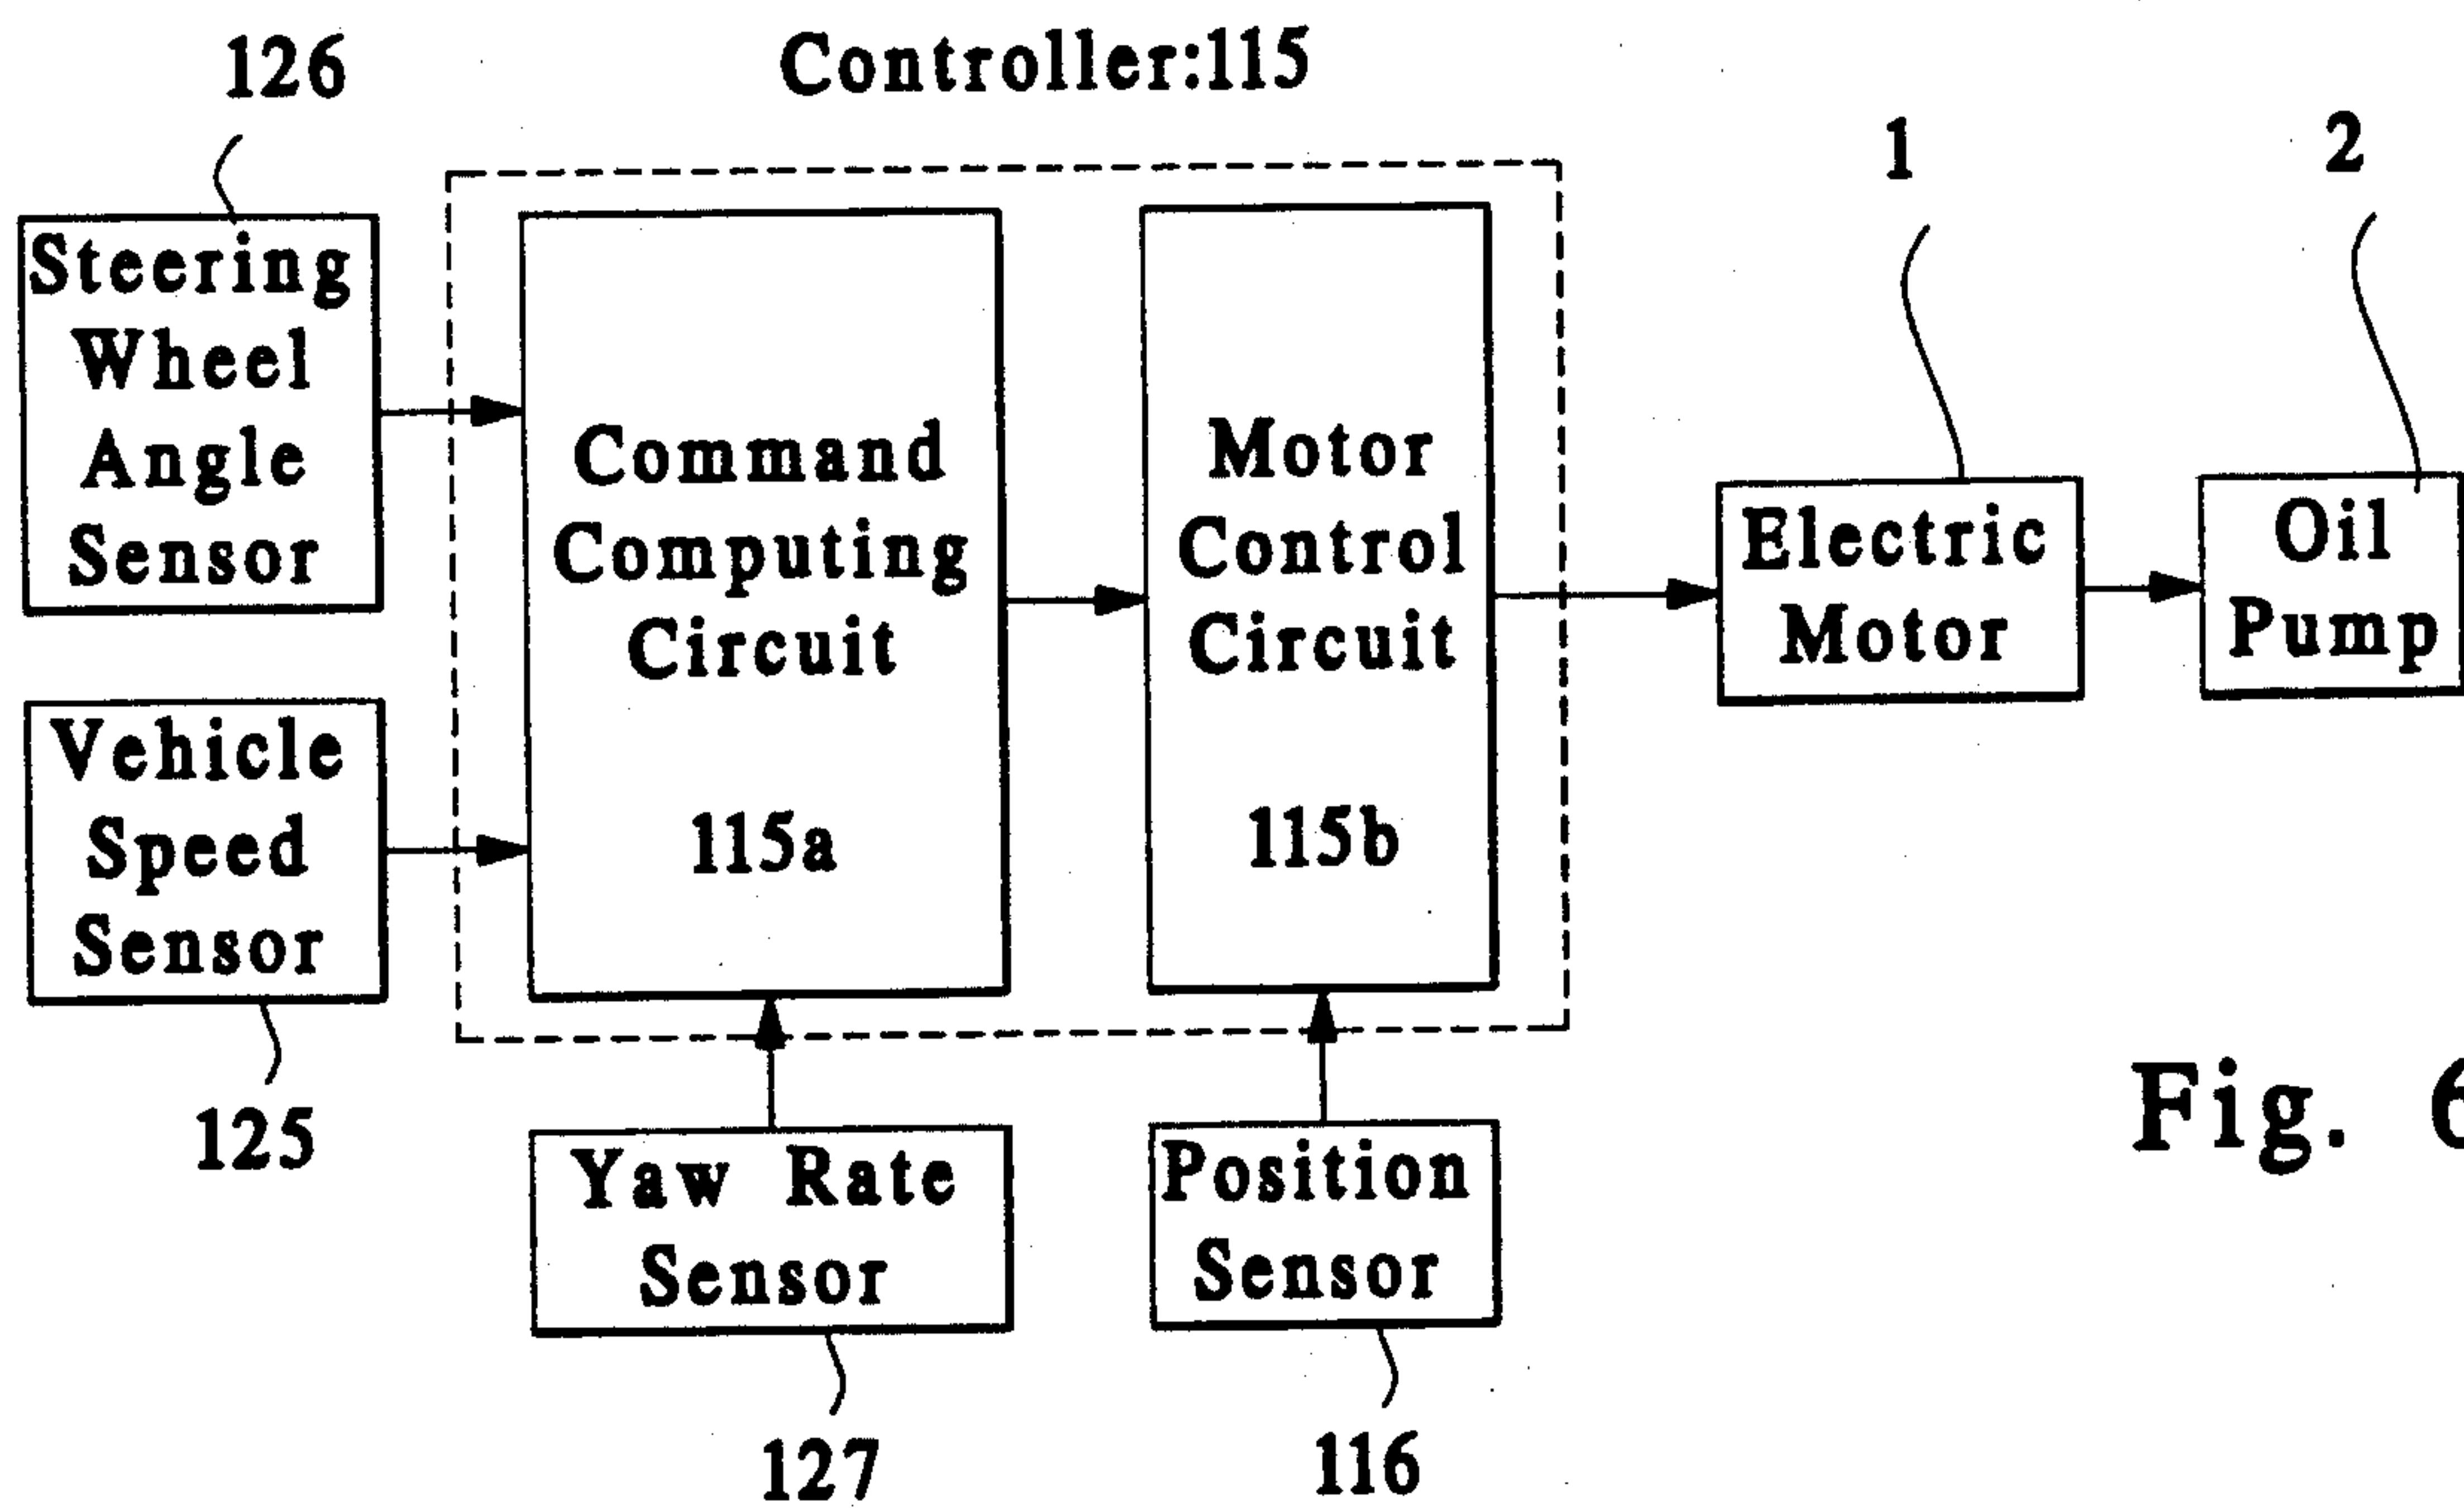 Controller:115
126
1
2
Steering
Wheel
Angle
Sensor
Command
Computing
Circuit
115a
Motor
Control
Circuit
115b
Electric
Motor
Oil
Pump
Vehicle
Speed
Sensor
125
Yaw Rate
Sensor
127
Position
Sensor
116
Fig. 6